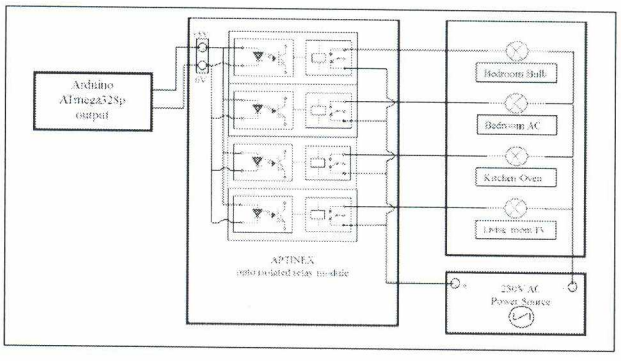 Arduino
ATmega328p
output
0V
APTINEX
opto isolated relay module
Bedroom Bulb
Bedroom AC
Kitchen Oven
Living room TV
230V AC
Power Source